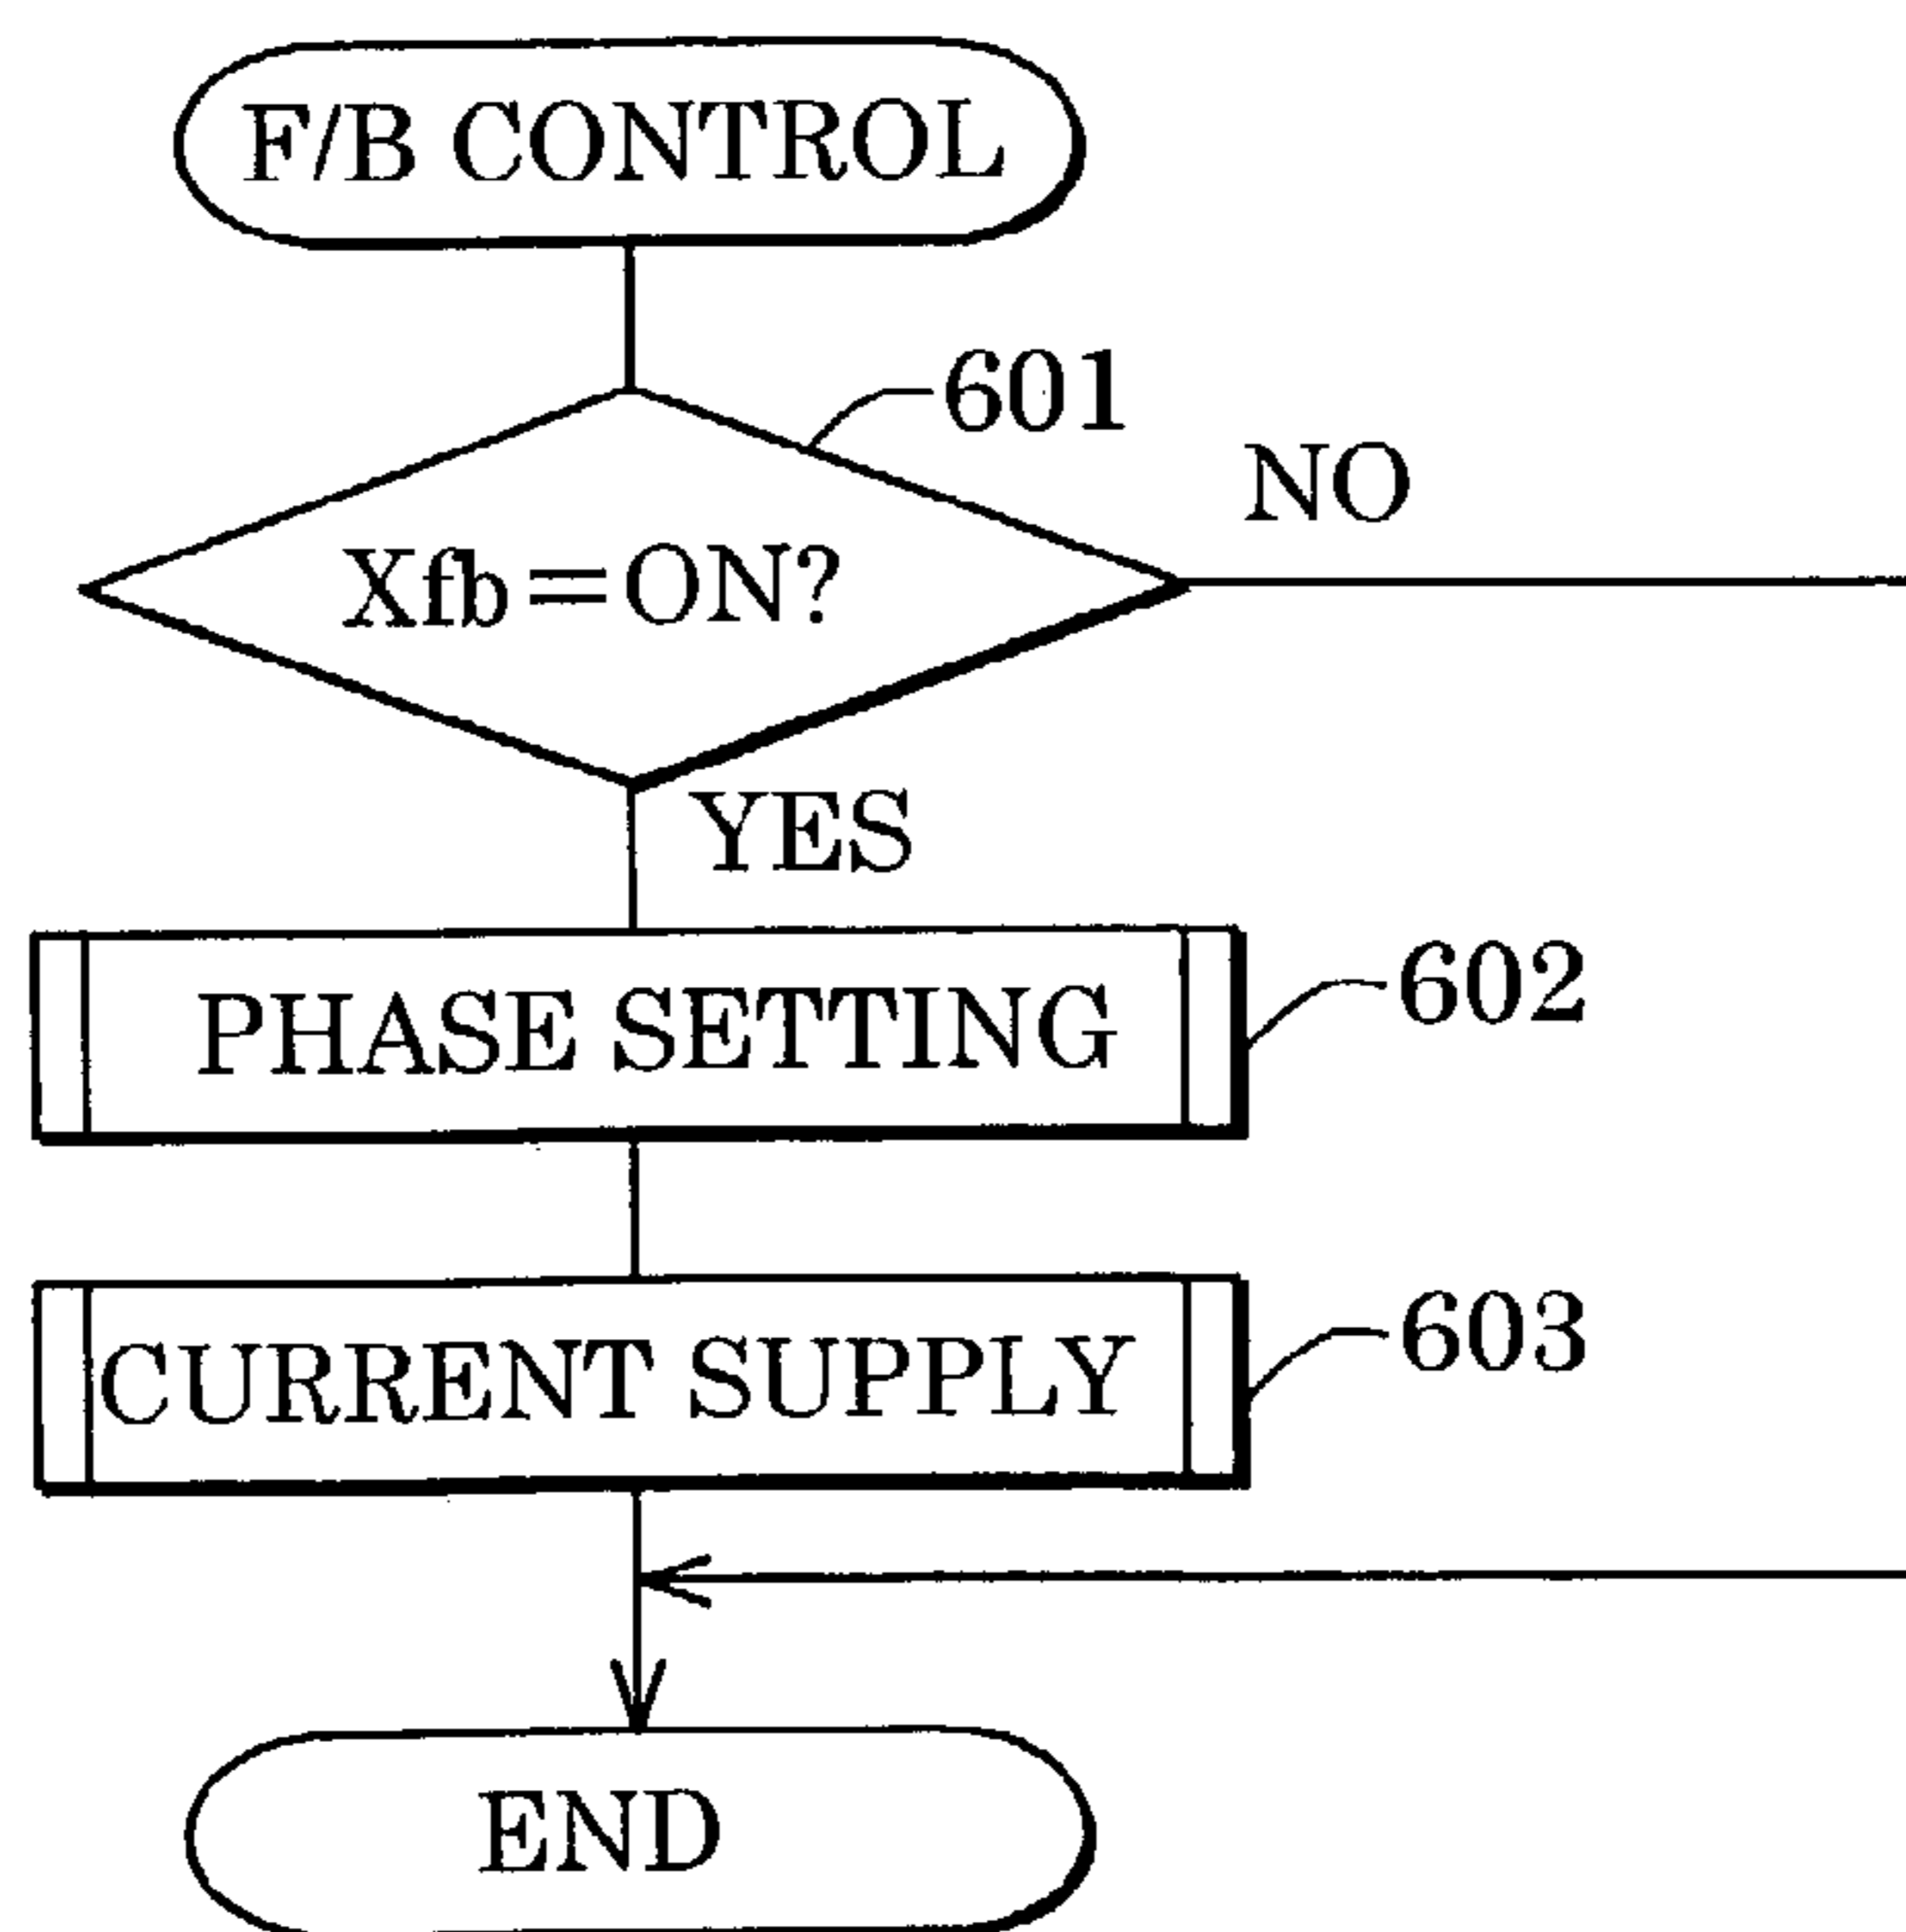 F/B CONTROL
601
NO
Xfb=ON?
YES
PHASE SETTING
602
CURRENT SUPPLY
603
END